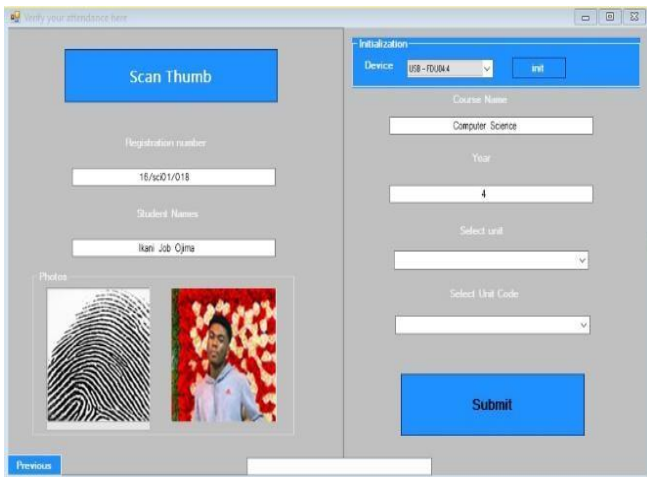 Verify your attendance here
Scan Thumb
Registration number
16/sci01/018
Student Names
Ikani Job Ojima
Photos
Previous
Initialization
Device
USB - FDU04:4
init
Course Name
Computer Science
Year
4
Select unit
Select Unit Code
Submit